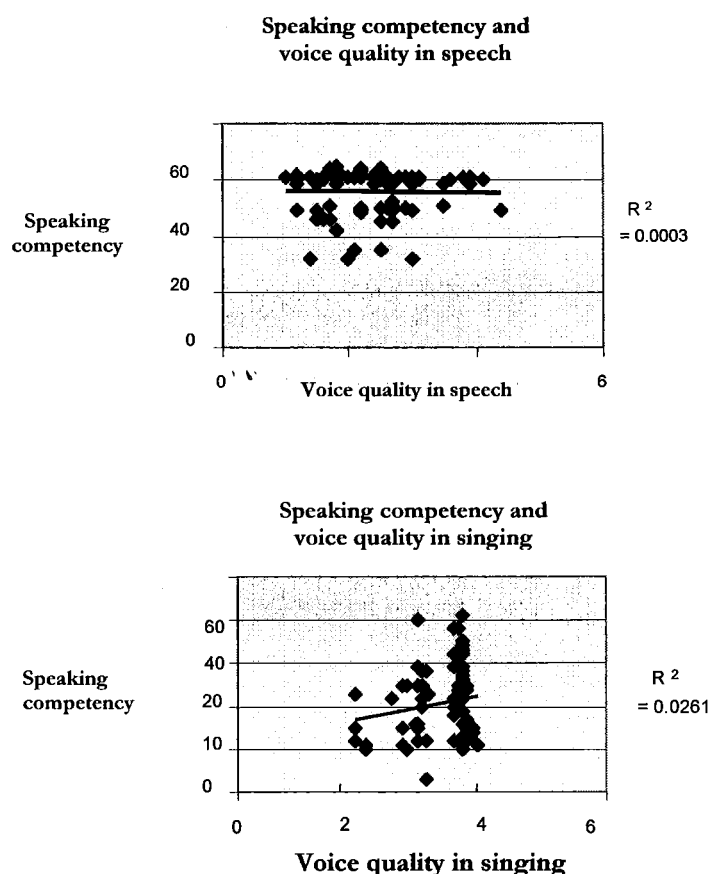 Speaking competency and
voice quality in speech
60
Speaking
competency
40
20
0
R 2
= 0.0003
0
Voice quality in speech
6
Speaking competency and
voice quality in singing
60
40
Speaking
competency
20
10
0
R 2
= 0.0261
0 2 4 6
Voice quality in singing